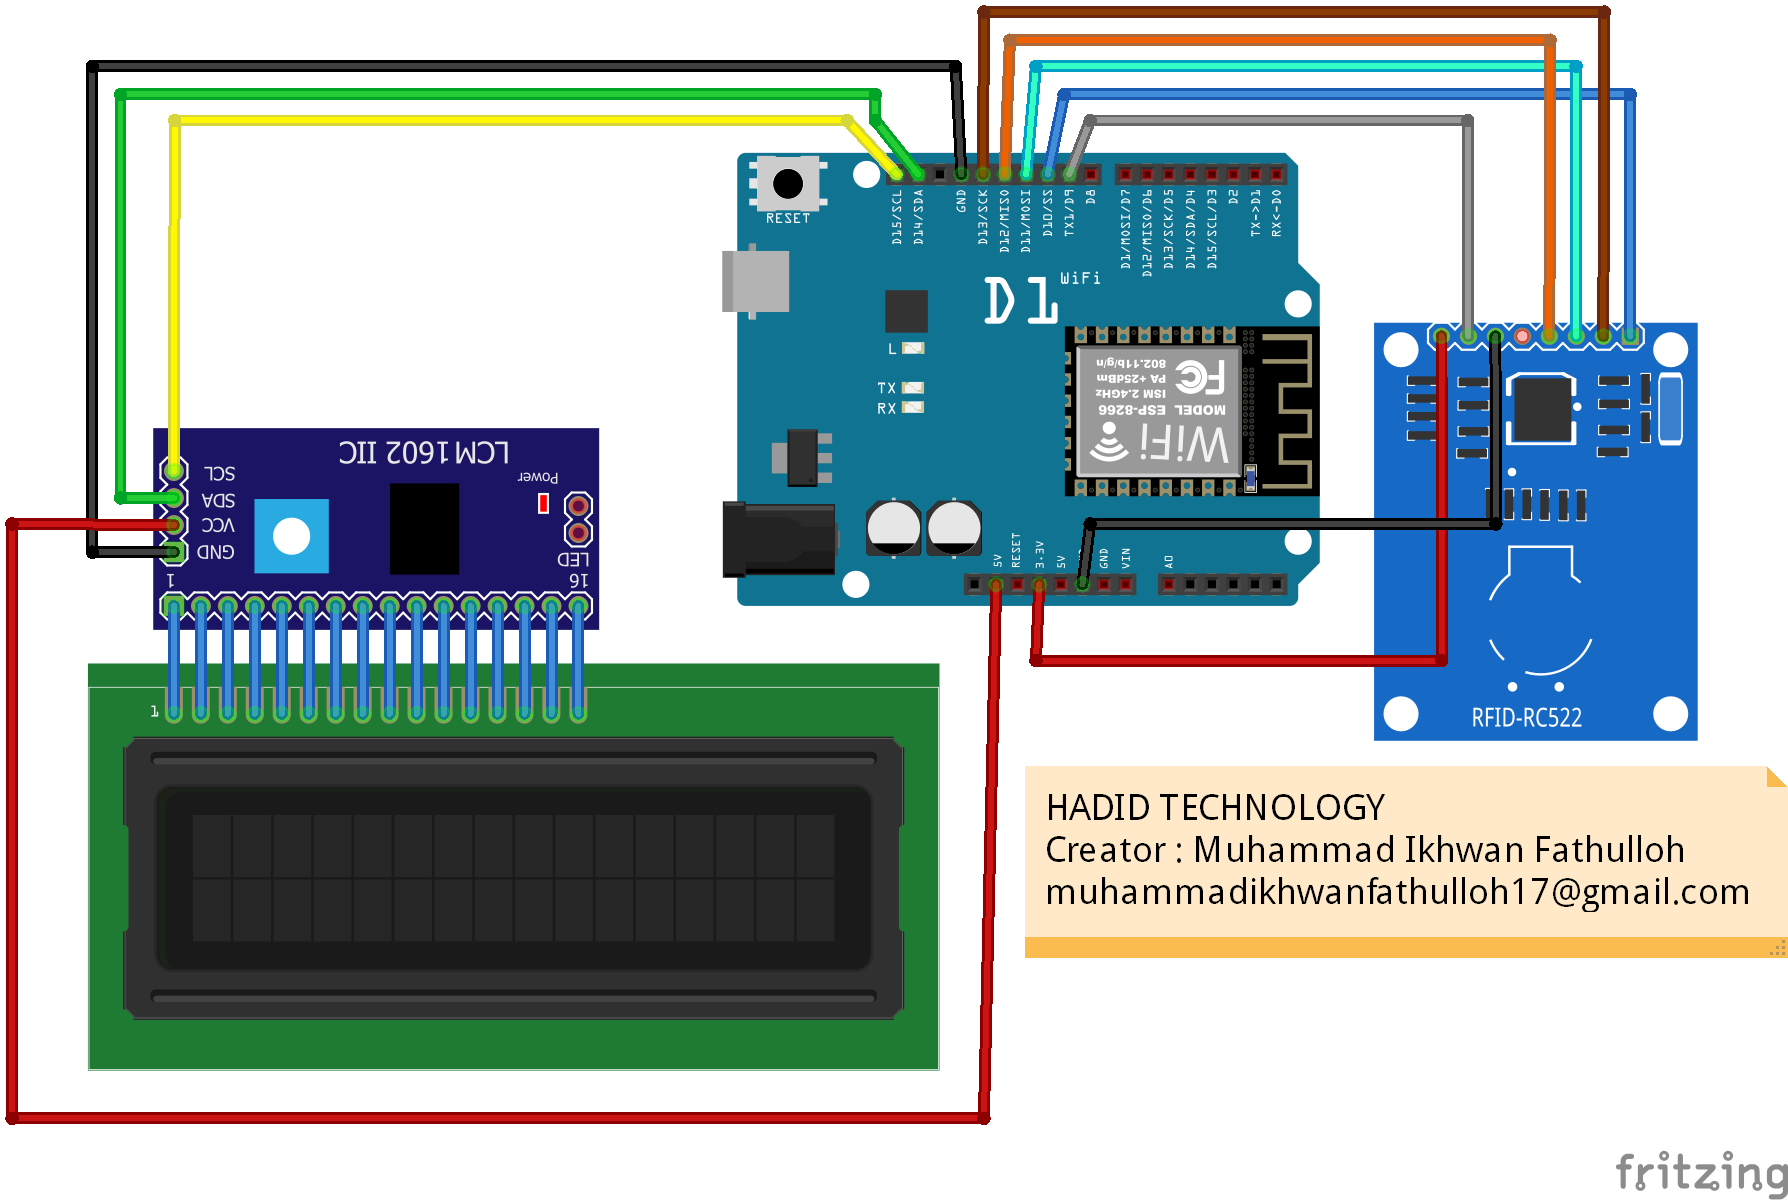 RESET
D15/SCL
D14/SDA
GND
D13/SCK
D12/MISO
D11/MOSI
D10/SS
TX1/D9
D8
D1/MOSI/D7
D12/MISO/D6
D13/SCK/D5
D14/SDA/D4
D15/SCL/D3
D2
TX->D1
RX<-D0
D1 WiFi
L
TX
RX
FC
802.11b/g/n
PA +25dBm
ISM 2.4GHz
MODEL ESP-8266
WiFi
5V
RESET
3.3V
5V
GND
VIN
A0
LCM1602 IIC
SCL
SDA
VCC
GND
Power
LED
1
16
1
RFID-RC522
HADID TECHNOLOGY
Creator : Muhammad Ikhwan Fathulloh
muhammadikhwanfathulloh17@gmail.com
fritzing